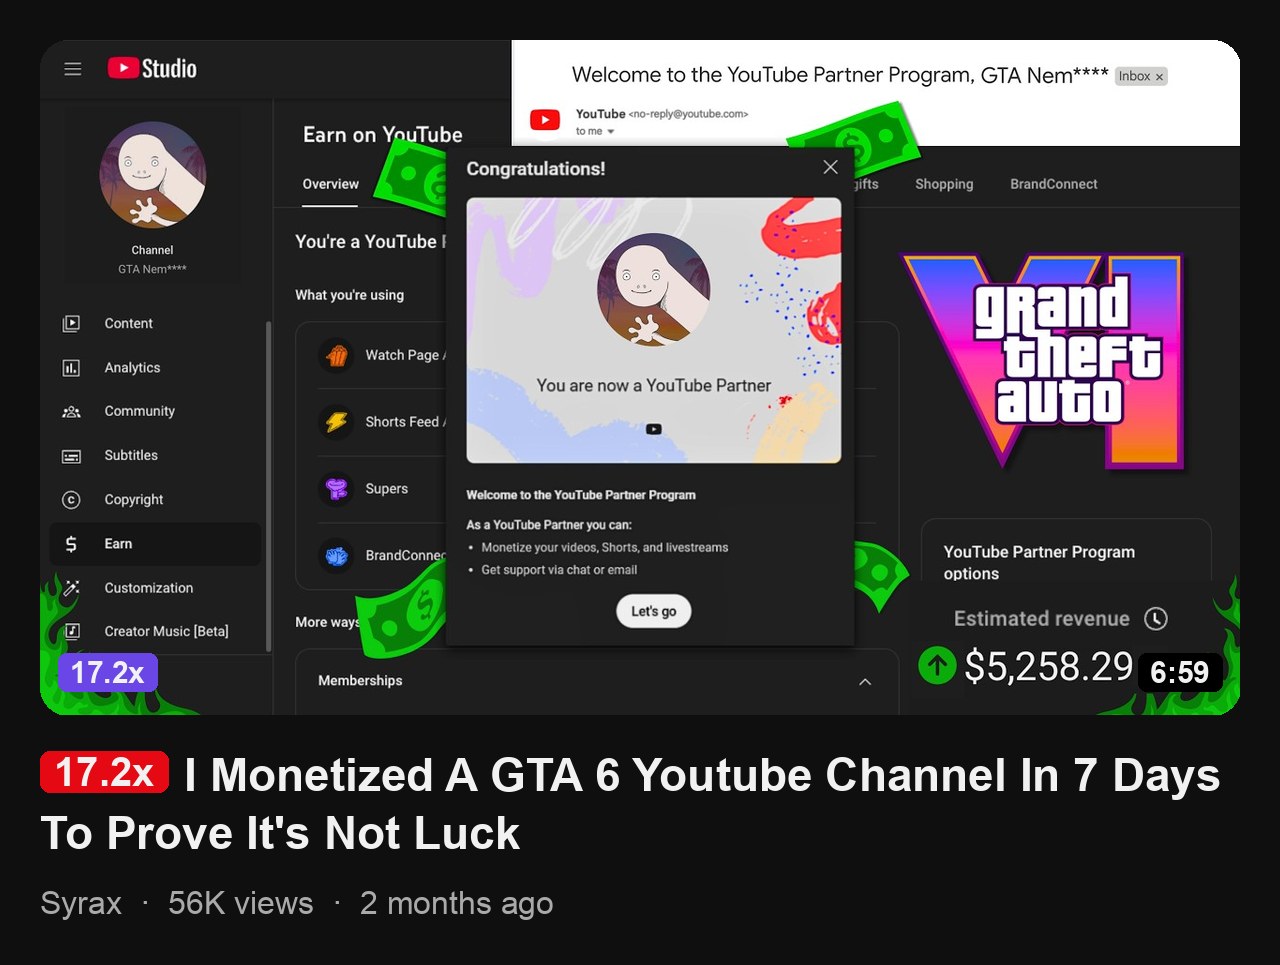 Studio
Welcome to the YouTube Partner Program, GTA Nem**** Inbox ×
YouTube <no-reply@youtube.com>
to me
Channel
GTA Nem****
Content
Analytics
Community
Subtitles
Copyright
Earn
Customization
Creator Music [Beta]
17.2x
Earn on YouTube
Overview
gifts
Shopping
BrandConnect
You're a YouTube
What you're using
Watch Page
Shorts Feed
Supers
BrandConnec
More ways
Memberships
Congratulations!
You are now a YouTube Partner
Welcome to the YouTube Partner Program
As a YouTube Partner you can:
• Monetize your videos, Shorts, and livestreams
• Get support via chat or email
Let's go
VI
grand
theft
auto
YouTube Partner Program
options
Estimated revenue
$5,258.29
6:59
17.2x I Monetized A GTA 6 Youtube Channel In 7 Days
To Prove It's Not Luck
Syrax · 56K views · 2 months ago